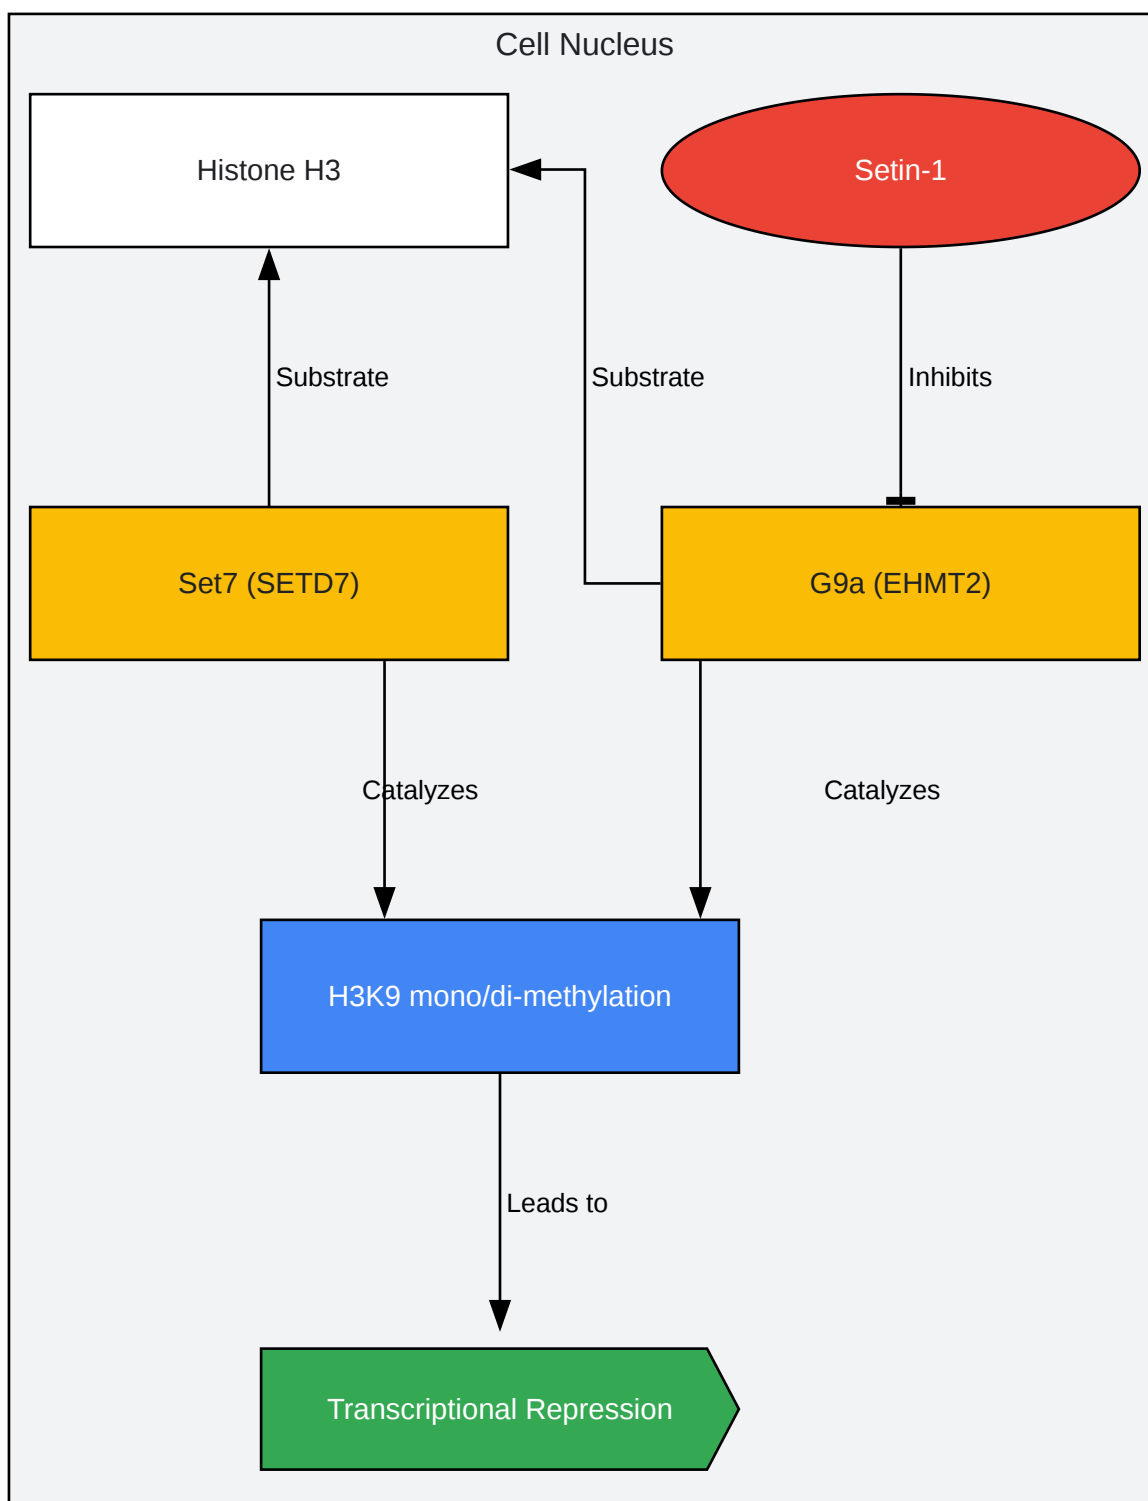 Cell Nucleus
Histone H3
Setin-1
Substrate
Substrate
Inhibits
Set7 (SETD7)
G9a (EHMT2)
Catalyzes
Catalyzes
H3K9 mono/di-methylation
Leads to
Transcriptional Repression